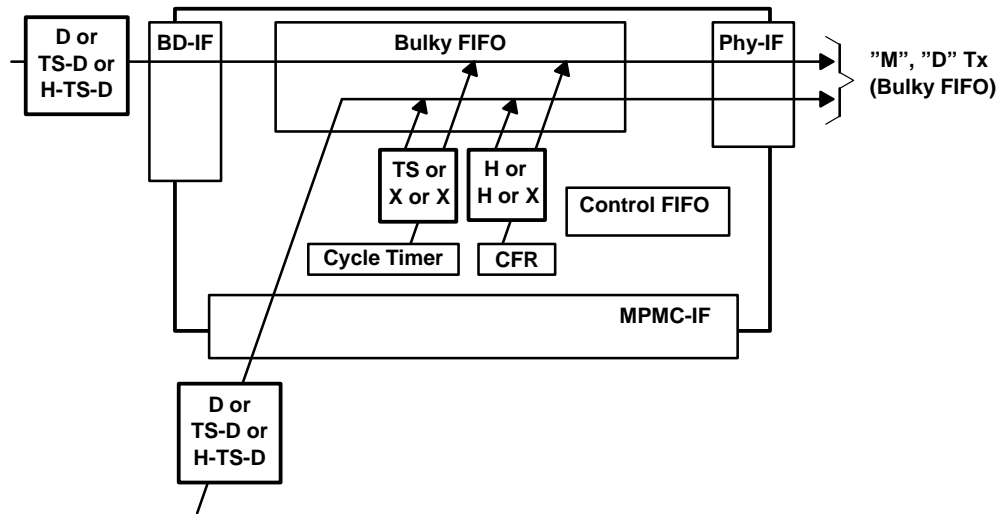 D or
TS-D or
H-TS-D
BD-IF
Bulky FIFO
Phy-IF
”M”, ”D” Tx
(Bulky FIFO)
TS or
X or X
H or
H or X
Control FIFO
Cycle Timer
CFR
MPMC-IF
D or
TS-D or
H-TS-D